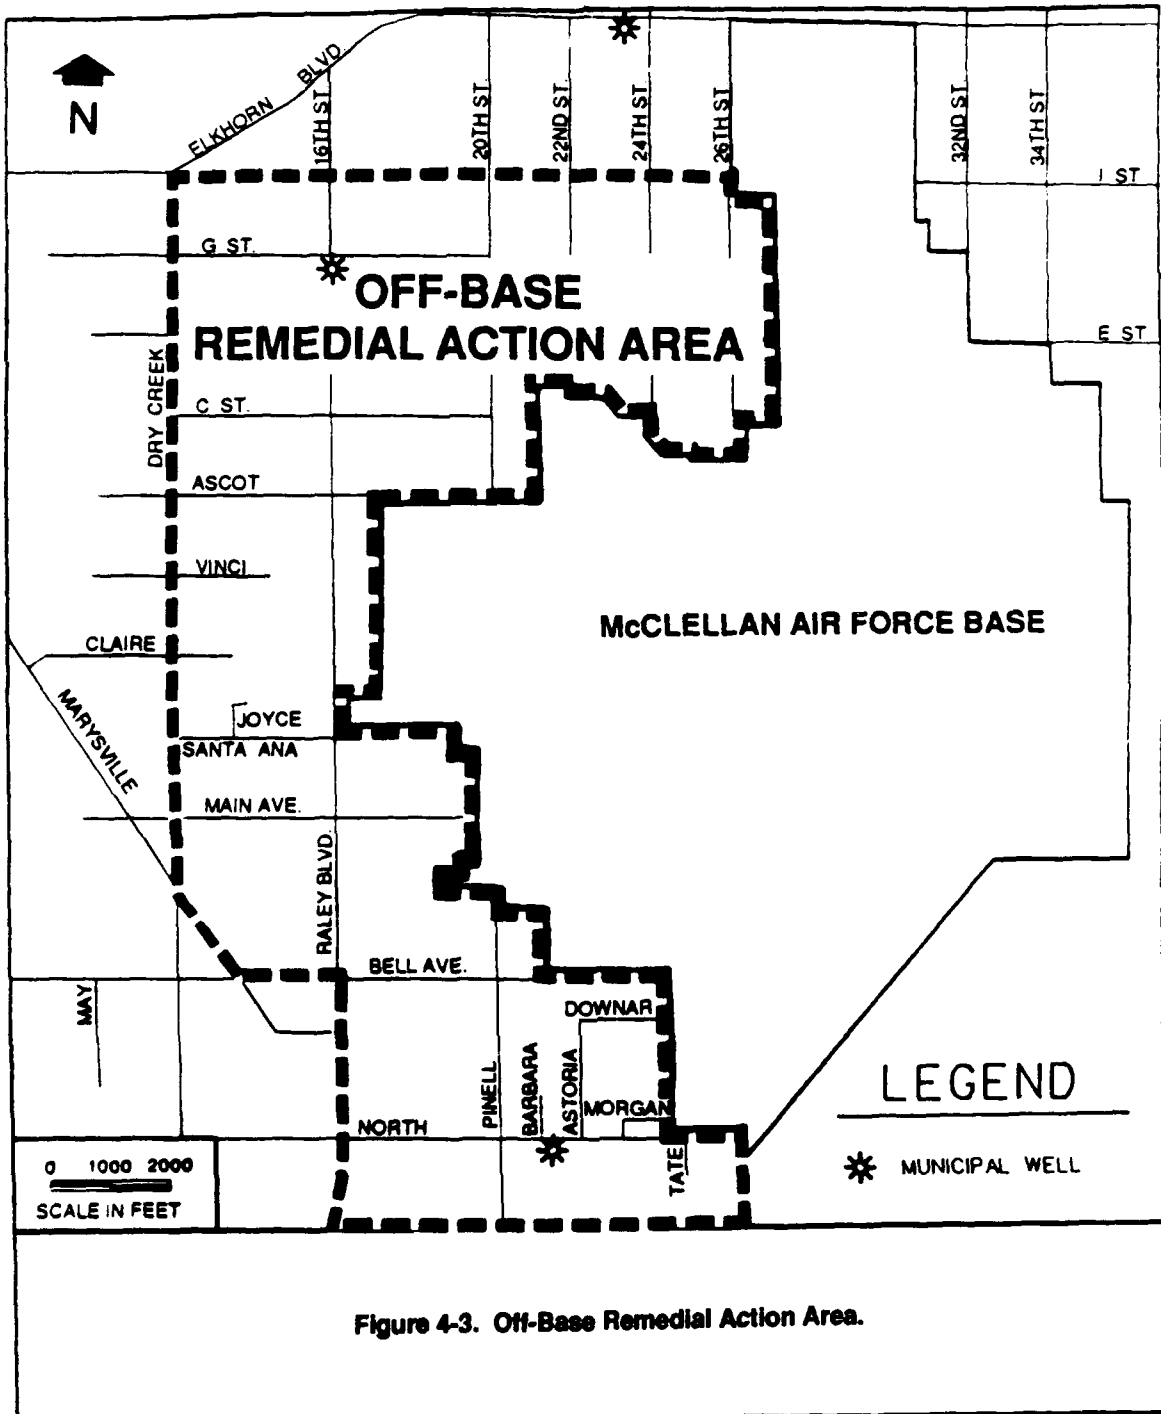 N
ELKHORN BLVD.
16TH ST.
20TH ST.
22ND ST.
24TH ST.
26TH ST.
32ND ST.
34TH ST.
I ST
G ST.
OFF-BASE
REMEDIAL ACTION AREA
E ST
DRY CREEK
C ST.
ASCOT
VINCI
McCLELLAN AIR FORCE BASE
CLAIRE
MARYSVILLE
JOYCE
SANTA ANA
MAIN AVE.
RALEY BLVD.
BELL AVE.
MAY
DOWNAR
PINELL
BARBARA
ASTORIA
MORGAN
NORTH
TATE
LEGEND
MUNICIPAL WELL
0 1000 2000
SCALE IN FEET
Figure 4-3. Off-Base Remedial Action Area.